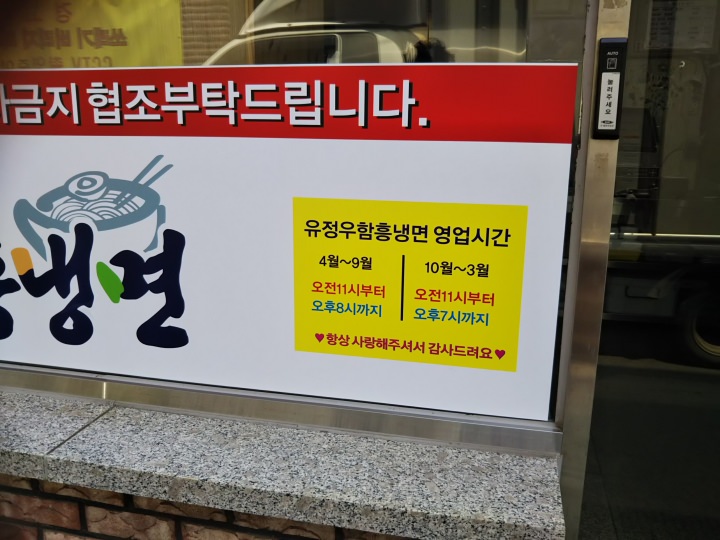 금지 협조부탁드립니다.
냉면
유정우함흥냉면 영업시간
4월~9월
오전11시부터
오후8시까지
10월~3월
오전11시부터
오후7시까지
♥항상 사랑해주셔서 감사드려요♥
AUTO
눌러주세요